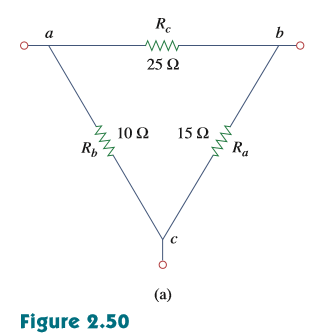 R_c
a b
25 Ω
10 Ω 15 Ω
R_b R_a
c
(a)
Figure 2.50